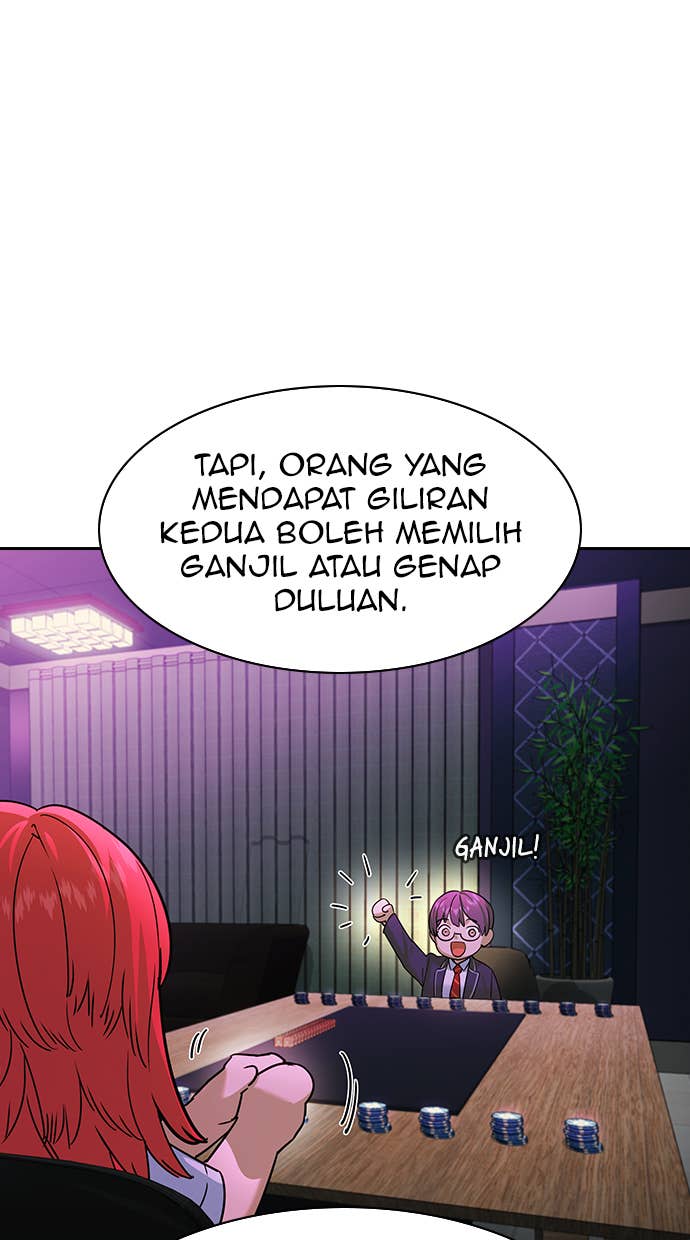 TAPI, ORANG YANG
MENDAPAT GILIRAN
KEDUA BOLEH MEMILIH
GANJIL ATAU GENAP
DULUAN.
GANJIL!